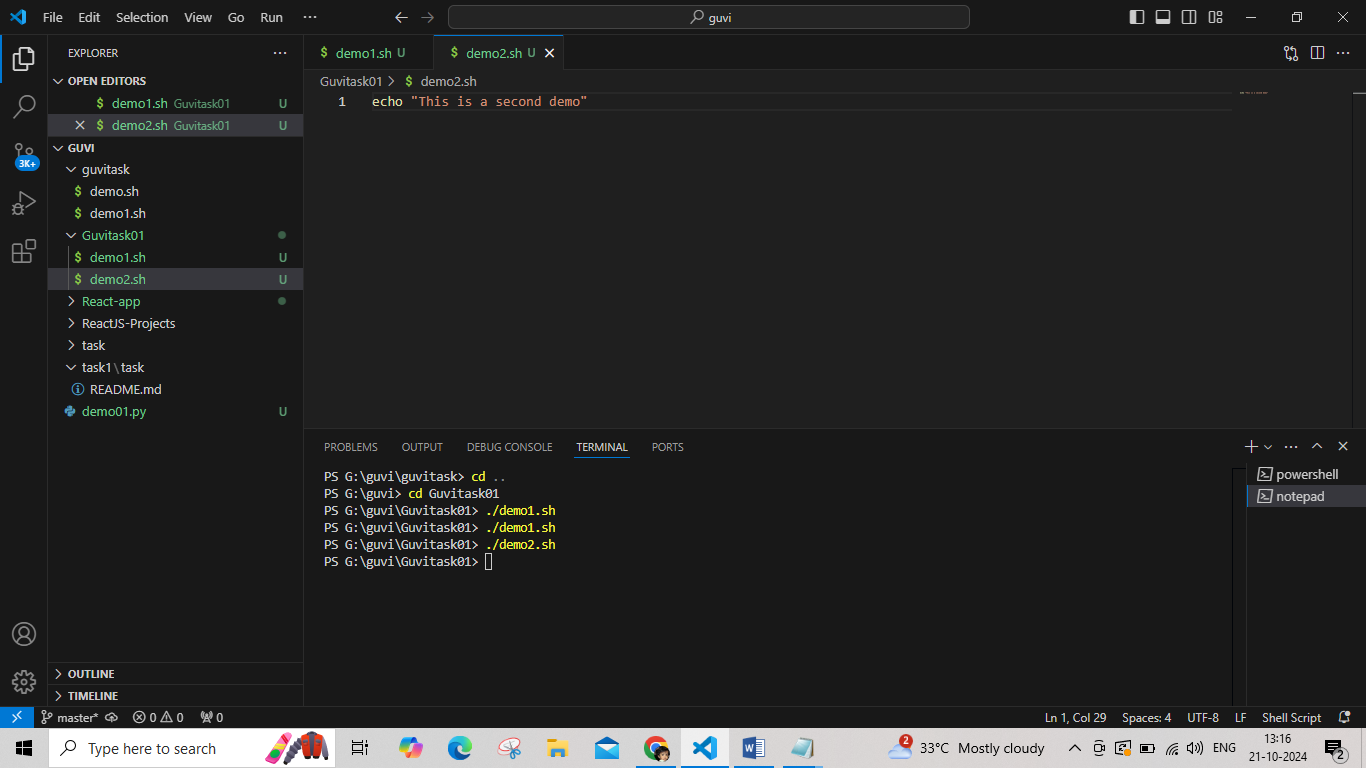 File Edit Selection View Go Run ··· guvi
EXPLORER ···
OPEN EDITORS
$ demo1.sh Guvitask01 U
$ demo2.sh Guvitask01 U
GUVI
guvitask
$ demo.sh
$ demo1.sh
Guvitask01
$ demo1.sh U
$ demo2.sh U
React-app
ReactJS-Projects
task
task1\task
README.md
demo01.py U
OUTLINE
TIMELINE
3K+
$ demo1.sh U $ demo2.sh U
Guvitask01 > $ demo2.sh
1 echo "This is a second demo"
PROBLEMS OUTPUT DEBUG CONSOLE TERMINAL PORTS
PS G:\guvi\guvitask> cd ..
PS G:\guvi> cd Guvitask01
PS G:\guvi\Guvitask01> ./demo1.sh
PS G:\guvi\Guvitask01> ./demo1.sh
PS G:\guvi\Guvitask01> ./demo2.sh
PS G:\guvi\Guvitask01>
powershell
notepad
master* 0 0 0 Ln 1, Col 29 Spaces: 4 UTF-8 LF Shell Script
Type here to search 2 33°C Mostly cloudy ENG 13:16
21-10-2024 2